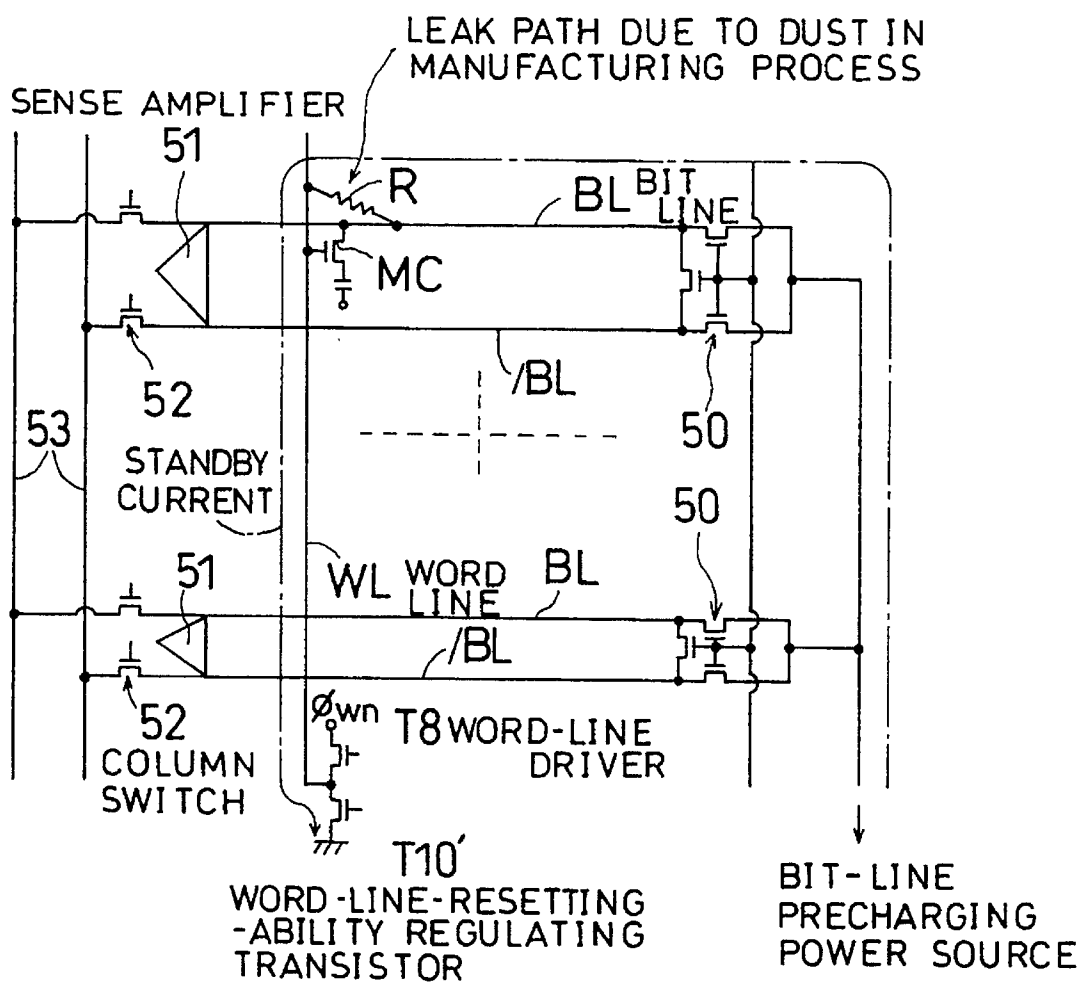 LEAK PATH DUE TO DUST IN
MANUFACTURING PROCESS
SENSE AMPLIFIER
51
R
BL
BIT
LINE
MC
52
/BL
50
53
STANDBY
CURRENT
50
51
WL
WORD
LINE
BL
/BL
52
COLUMN
SWITCH
Øwn
T8 WORD-LINE
DRIVER
T10′
WORD-LINE-RESETTING
-ABILITY REGULATING
TRANSISTOR
BIT-LINE
PRECHARGING
POWER SOURCE